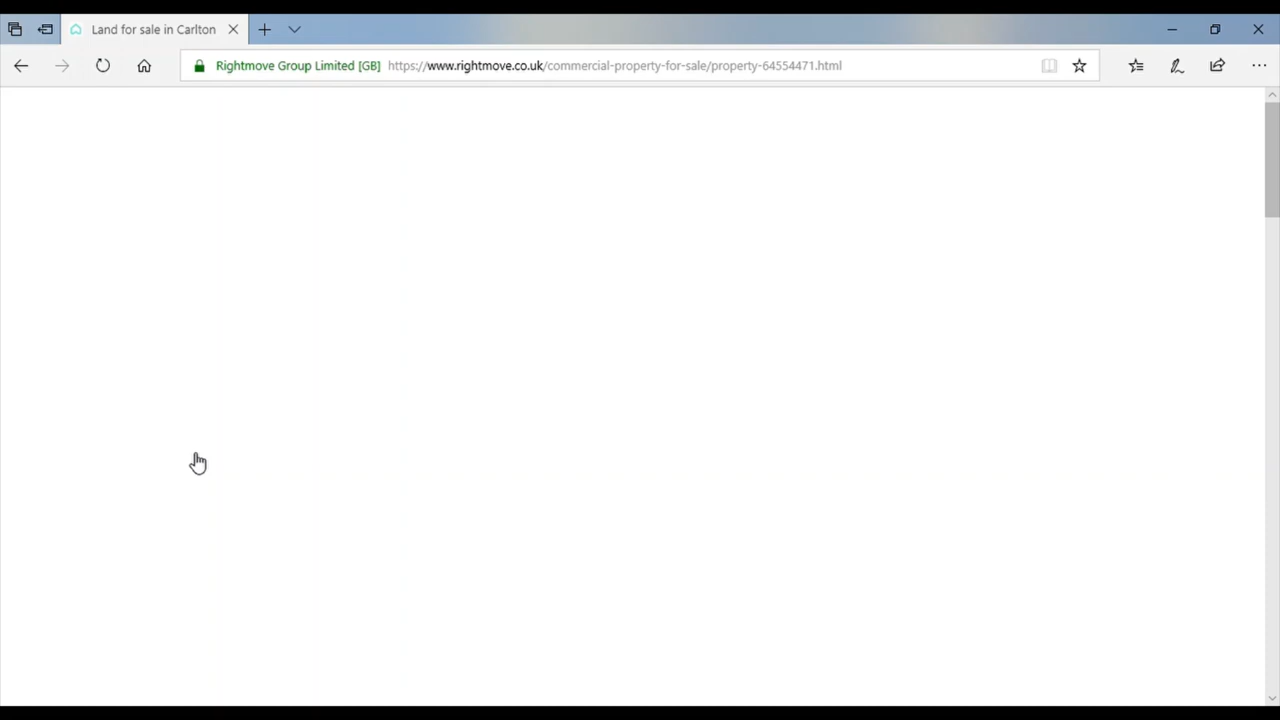 Land for sale in Carlton
Rightmove Group Limited [GB] https://www.rightmove.co.uk/commercial-property-for-sale/property-64554471.html